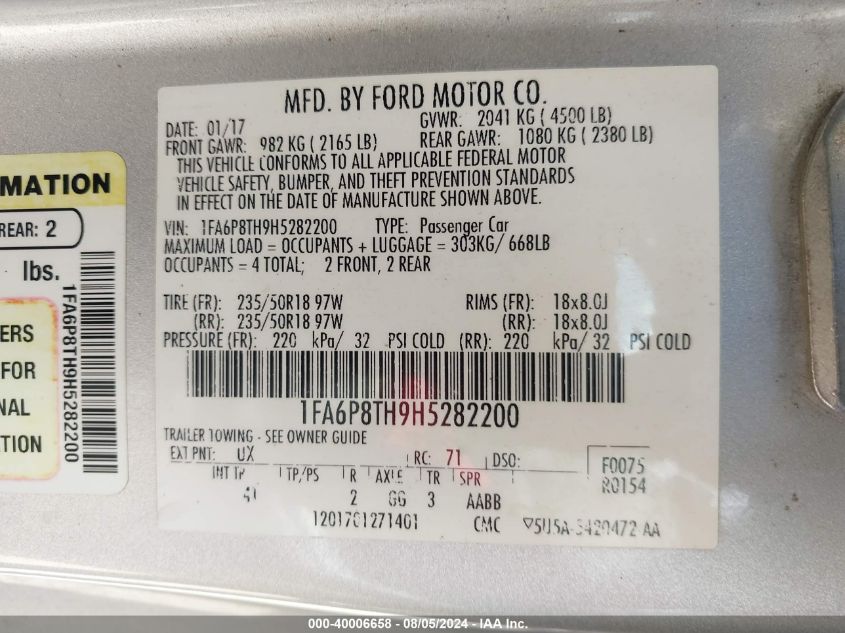 MFD. BY FORD MOTOR CO.
DATE: 01/17
GVWR: 2041 KG ( 4500 LB)
FRONT GAWR: 982 KG ( 2165 LB)
REAR GAWR: 1080 KG ( 2380 LB)
THIS VEHICLE CONFORMS TO ALL APPLICABLE FEDERAL MOTOR
VEHICLE SAFETY, BUMPER, AND THEFT PREVENTION STANDARDS
IN EFFECT ON THE DATE OF MANUFACTURE SHOWN ABOVE.
VIN: 1FA6P8TH9H5282200 TYPE: Passenger Car
MAXIMUM LOAD = OCCUPANTS + LUGGAGE = 303KG/ 668LB
OCCUPANTS = 4 TOTAL; 2 FRONT, 2 REAR
TIRE (FR): 235/50R18 97W RIMS (FR): 18x8.0J
(RR): 235/50R18 97W (RR): 18x8.0J
PRESSURE (FR): 220 kPa/ 32 PSI COLD (RR): 220 kPa/ 32 PSI COLD
1FA6P8TH9H5282200
TRAILER TOWING - SEE OWNER GUIDE
EXT PNT: UX RC: 71 DSO: F0075
R0154
INT TR TP/PS R AXLE TR SPR
41 2 GG 3 AABB
1201701271401 CMC
RMATION
REAR: 2
lbs.
1FA6P8TH9H5282200
ERS
FOR
NAL
TION
000-40006658 - 08/05/2024 - IAA Inc.